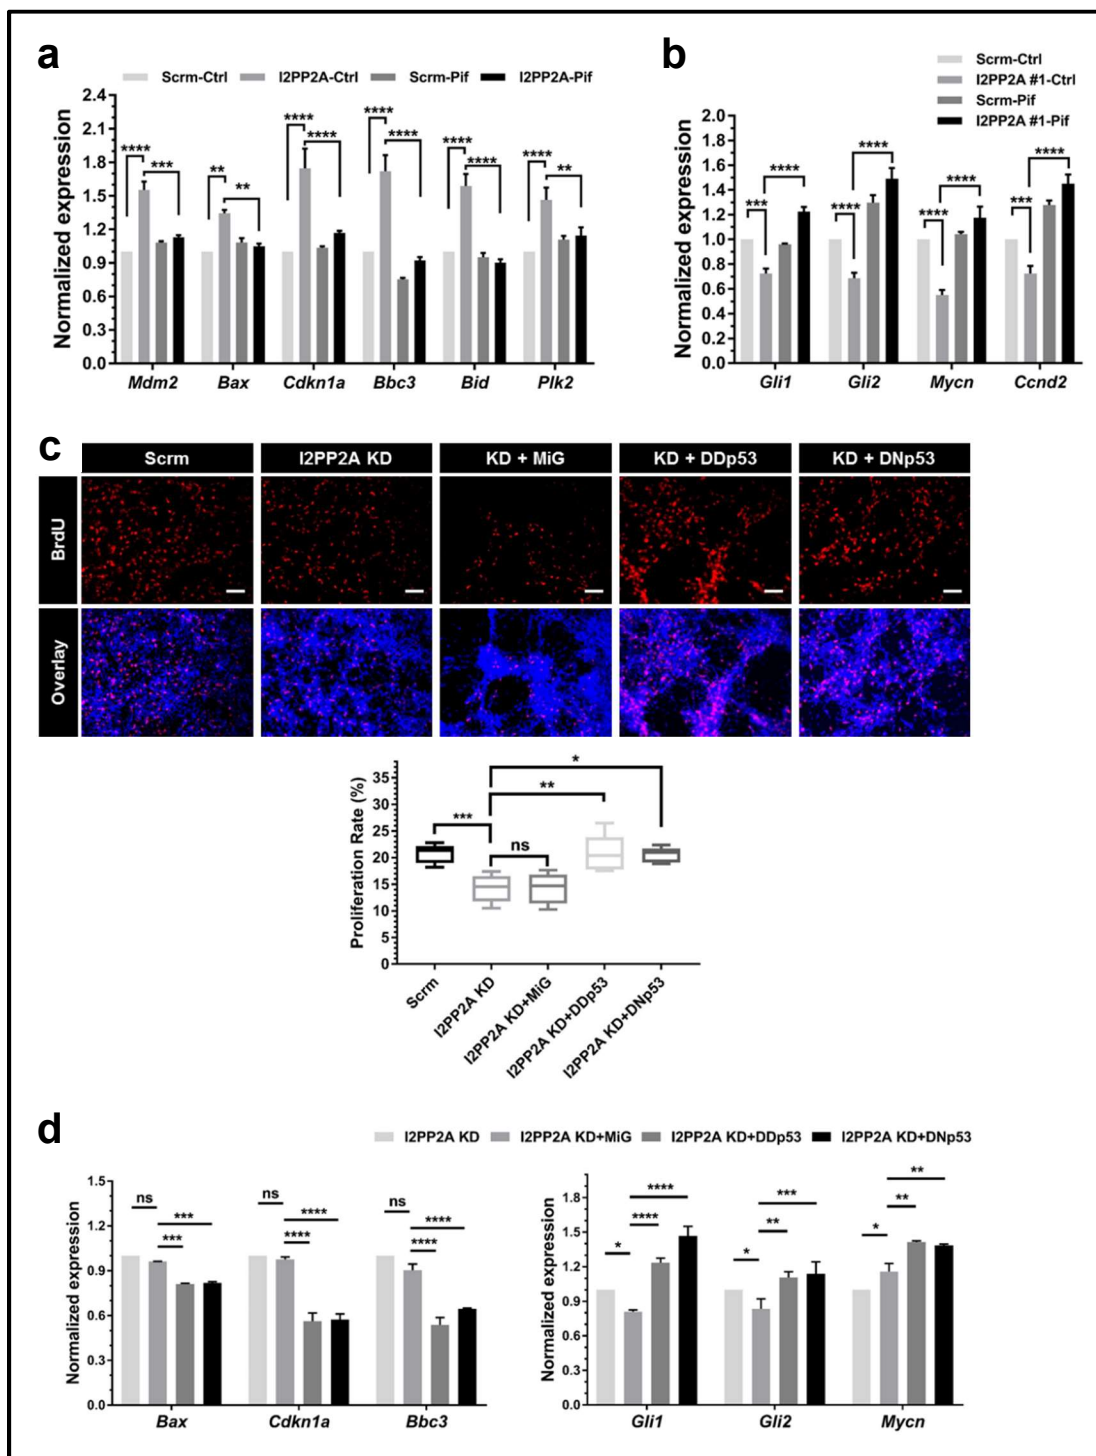 a
Scrm-Ctrl I2PP2A-Ctrl Scrm-Pif I2PP2A-Pif
Normalized expression
2.4
2.1
1.8
1.5
1.2
0.9
0.6
0.3
0.0
**** ***
** **
**** ****
**** ****
**** ****
**** **
Mdm2 Bax Cdkn1a Bbc3 Bid Plk2
b
Scrm-Ctrl
I2PP2A #1-Ctrl
Scrm-Pif
I2PP2A #1-Pif
Normalized expression
2.0
1.8
1.6
1.4
1.2
1.0
0.8
0.6
0.4
0.2
0.0
*** ****
**** ****
**** ****
*** ****
Gli1 Gli2 Mycn Ccnd2
c
Scrm I2PP2A KD KD + MiG KD + DDp53 KD + DNp53
BrdU
Overlay
Proliferation Rate (%)
35
30
25
20
15
10
5
0
*
**
***
ns
Scrm
I2PP2A KD
I2PP2A KD+MiG
I2PP2A KD+DDp53
I2PP2A KD+DNp53
d
I2PP2A KD I2PP2A KD+MiG I2PP2A KD+DDp53 I2PP2A KD+DNp53
Normalized expression
1.5
1.2
0.9
0.6
0.3
0.0
ns *** ***
ns **** ****
ns **** ****
Bax Cdkn1a Bbc3
Normalized expression
1.8
1.5
1.2
0.9
0.6
0.3
0.0
* **** ****
* ** ***
* ** **
Gli1 Gli2 Mycn